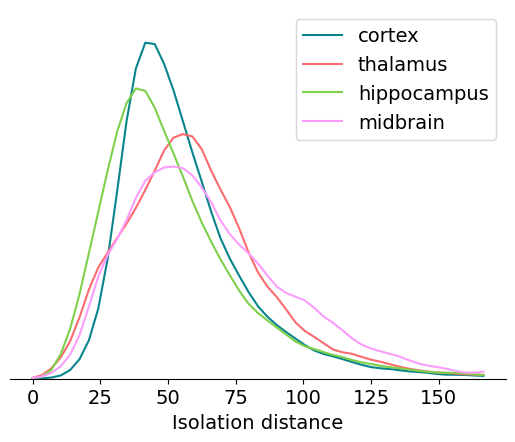 cortex
thalamus
hippocampus
midbrain
0 25 50 75 100 125 150
Isolation distance